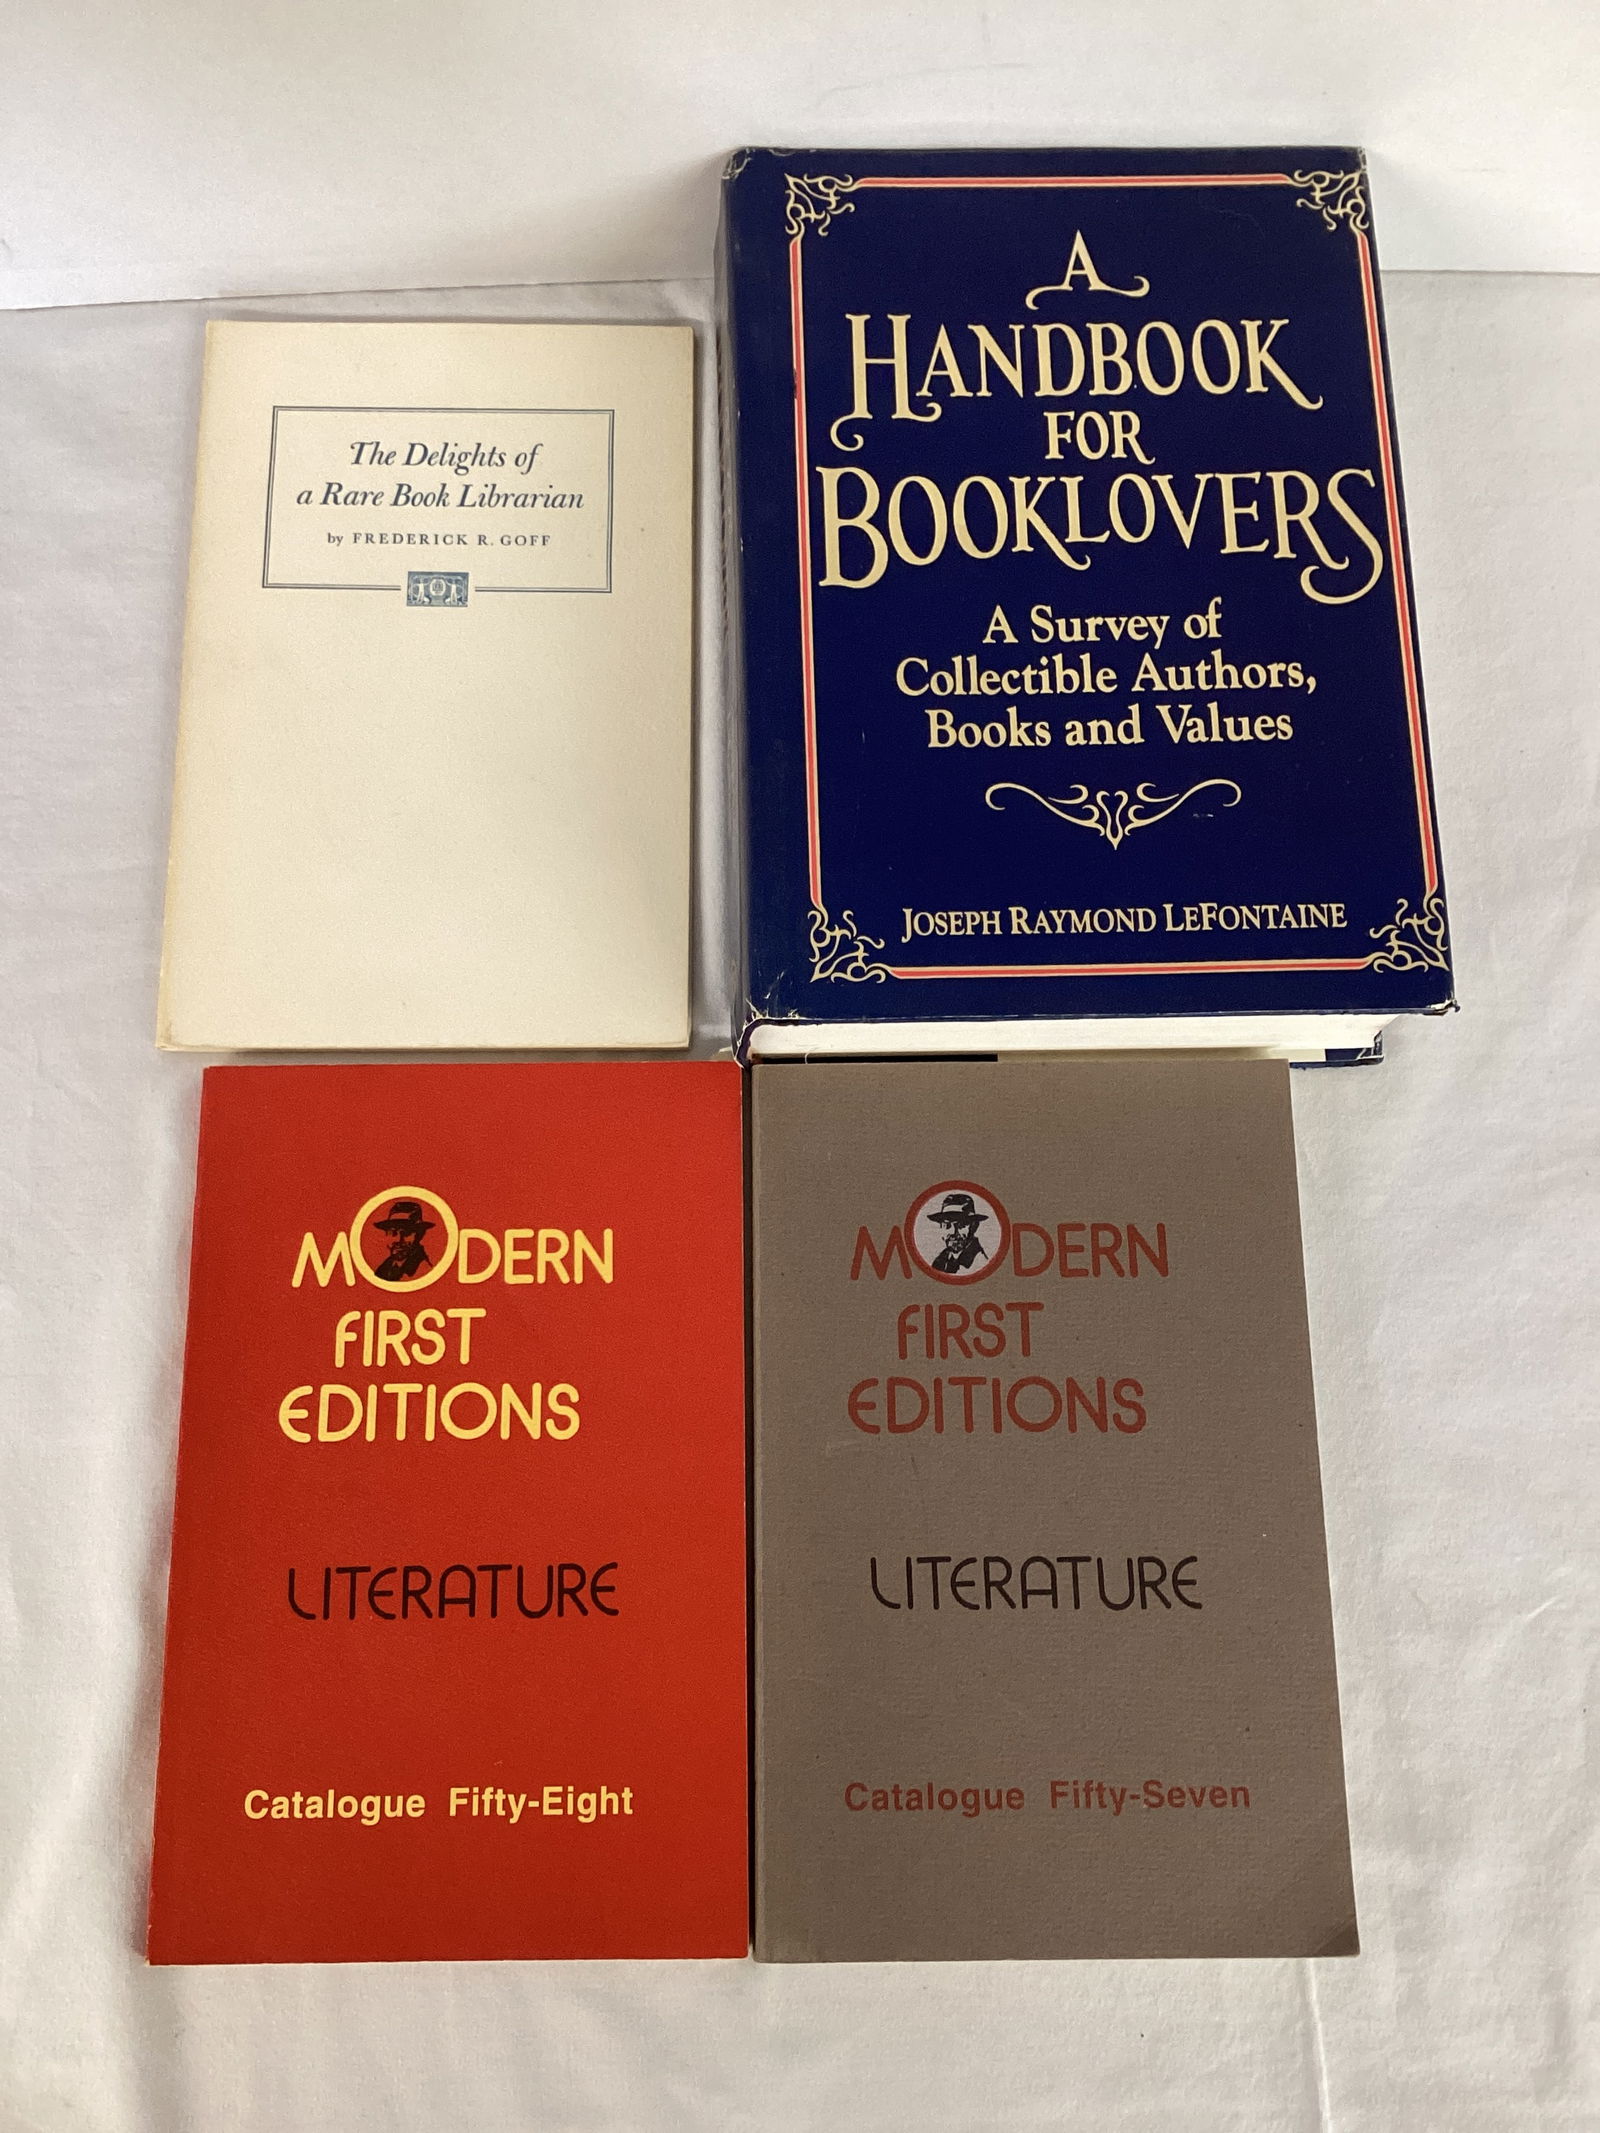 The Delights of
a Rare Book Librarian
by FREDERICK R. GOFF
A
HANDBOOK
FOR
BOOKLOVERS
A Survey of
Collectible Authors,
Books and Values
JOSEPH RAYMOND LEFONTAINE
MODERN
FIRST
EDITIONS
LITERATURE
Catalogue Fifty-Eight
MODERN
FIRST
EDITIONS
LITERATURE
Catalogue Fifty-Seven